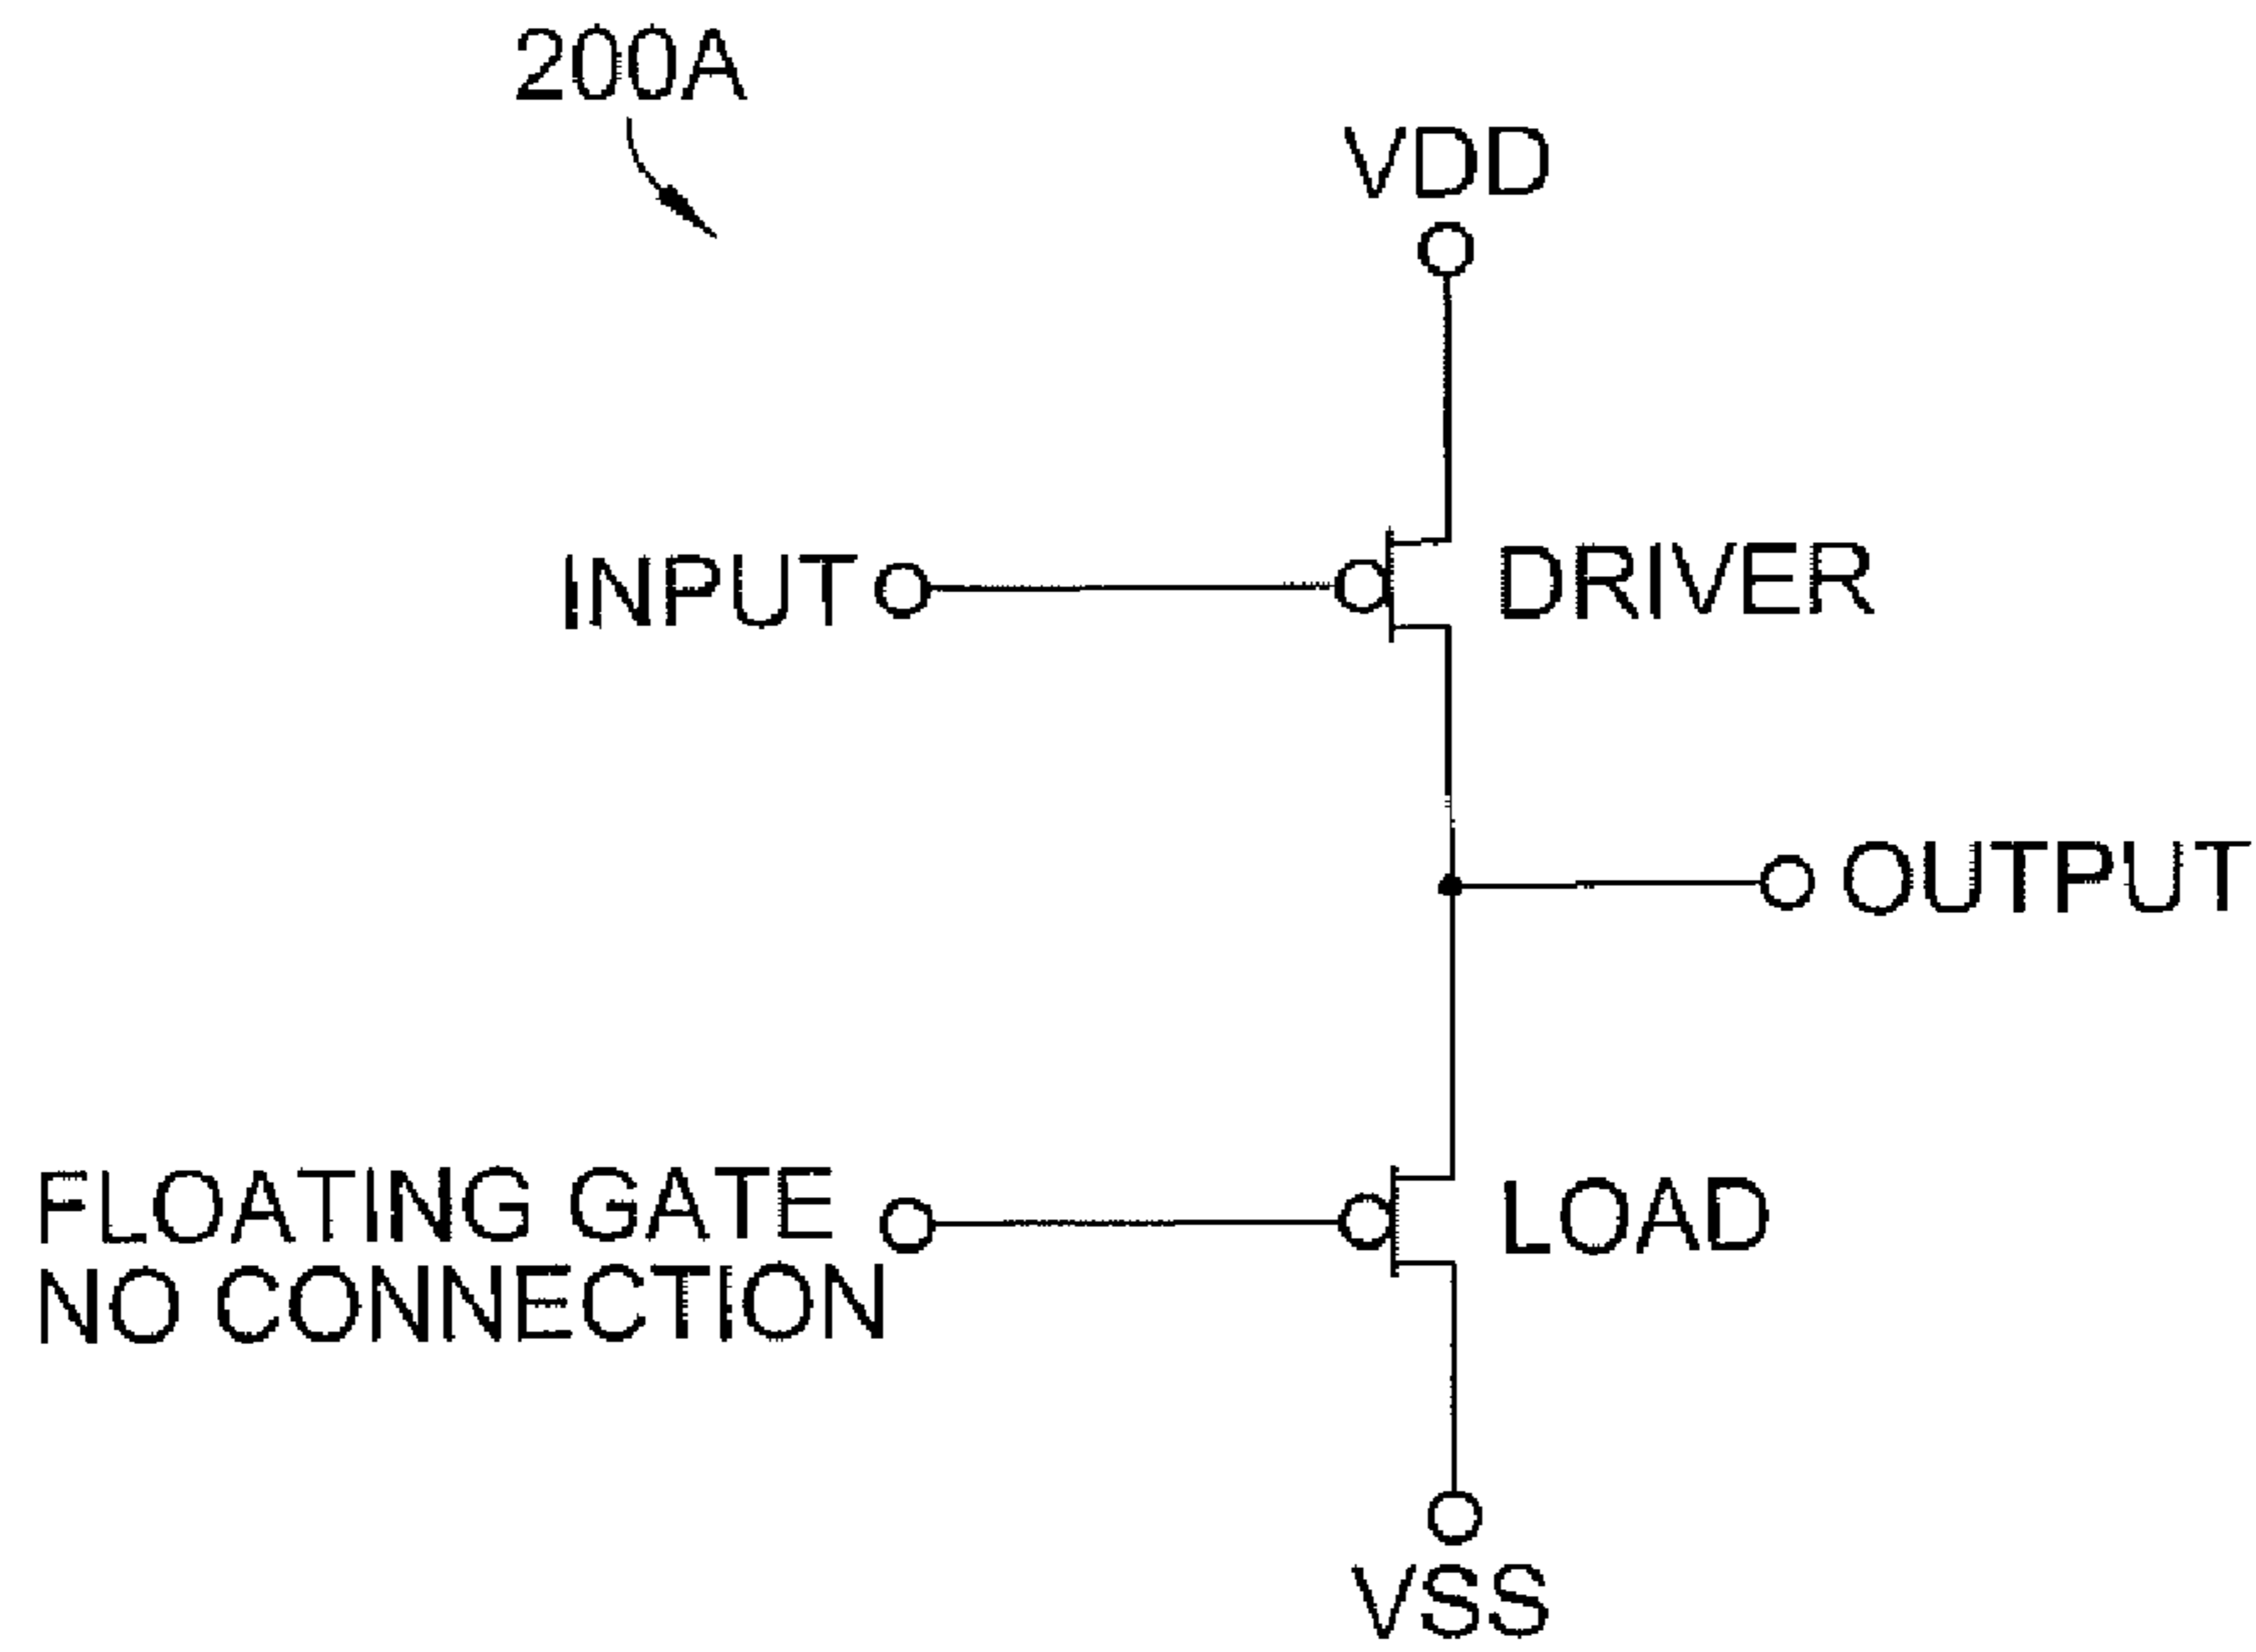 200A
VDD
INPUT
DRIVER
OUTPUT
FLOATING GATE
NO CONNECTION
LOAD
VSS